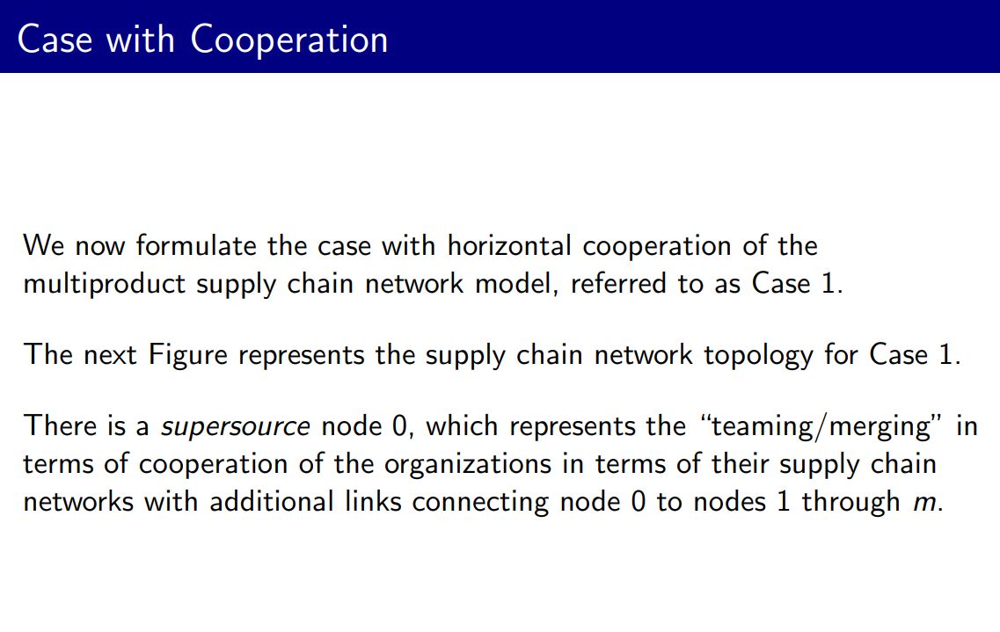 Case with Cooperation
We now formulate the case with horizontal cooperation of the
multiproduct supply chain network model, referred to as Case 1.
The next Figure represents the supply chain network topology for Case 1.
There is a supersource node 0, which represents the “teaming/merging” in
terms of cooperation of the organizations in terms of their supply chain
networks with additional links connecting node 0 to nodes 1 through m.